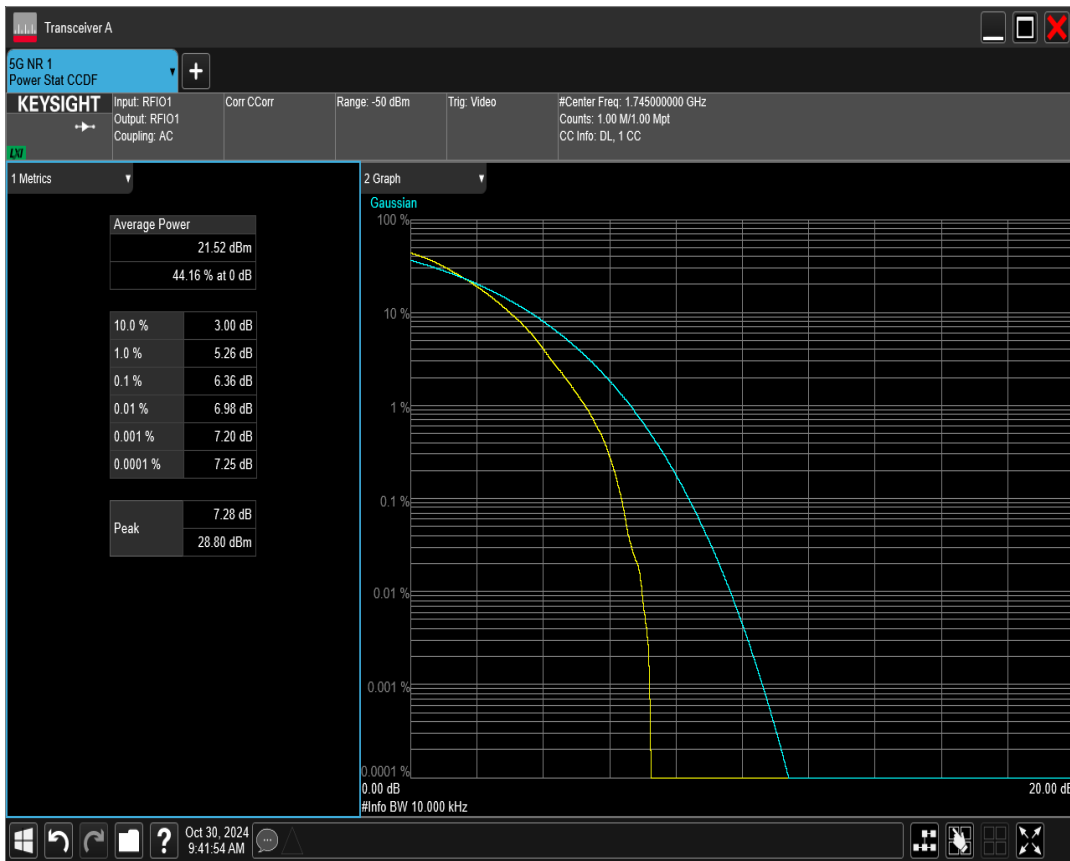 Transceiver A
5G NR 1
Power Stat CCDF
KEYSIGHT
LXI
Input: RFIO1
Output: RFIO1
Coupling: AC
Corr CCorr
Range: -50 dBm
Trig: Video
#Center Freq: 1.745000000 GHz
Counts: 1.00 M/1.00 Mpt
CC Info: DL, 1 CC
1 Metrics
Average Power
21.52 dBm
44.16 % at 0 dB
10.0 % 3.00 dB
1.0 % 5.26 dB
0.1 % 6.36 dB
0.01 % 6.98 dB
0.001 % 7.20 dB
0.0001 % 7.25 dB
Peak
7.28 dB
28.80 dBm
2 Graph
Gaussian
100 %
10 %
1 %
0.1 %
0.01 %
0.001 %
0.0001 %
0.00 dB 20.00 dB
#Info BW 10.000 kHz
?
Oct 30, 2024
9:41:54 AM